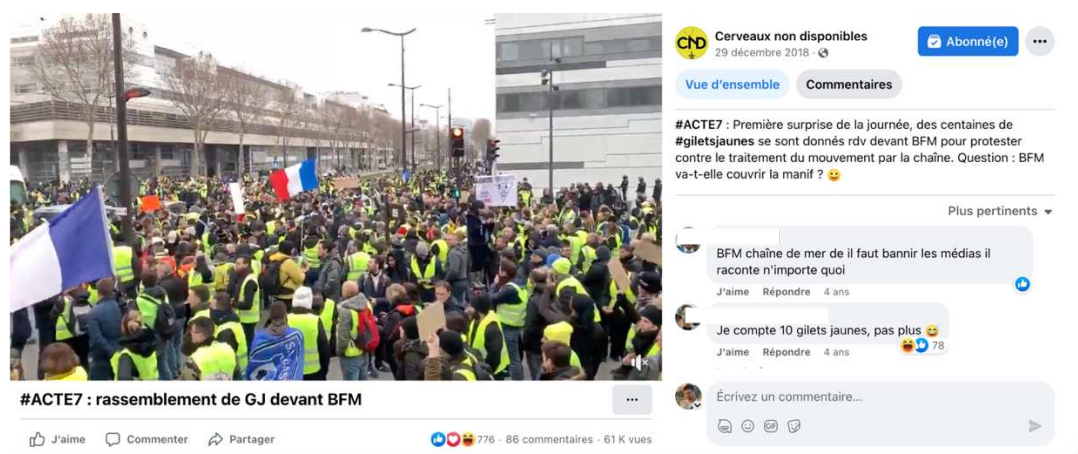 #ACTE7 : rassemblement de GJ devant BFM
...
J'aime
Commenter
Partager
776 · 86 commentaires · 61 K vues
CND
Cerveaux non disponibles
29 décembre 2018 ·
Abonné(e)
...
Vue d'ensemble
Commentaires
#ACTE7 : Première surprise de la journée, des centaines de
#giletsjaunes se sont donnés rdv devant BFM pour protester
contre le traitement du mouvement par la chaîne. Question : BFM
va-t-elle couvrir la manif ? 🙂
Plus pertinents
BFM chaîne de mer de il faut bannir les médias il
raconte n'importe quoi
J'aime Répondre 4 ans
Je compte 10 gilets jaunes, pas plus 😅
78
J'aime Répondre 4 ans
Écrivez un commentaire...
GIF